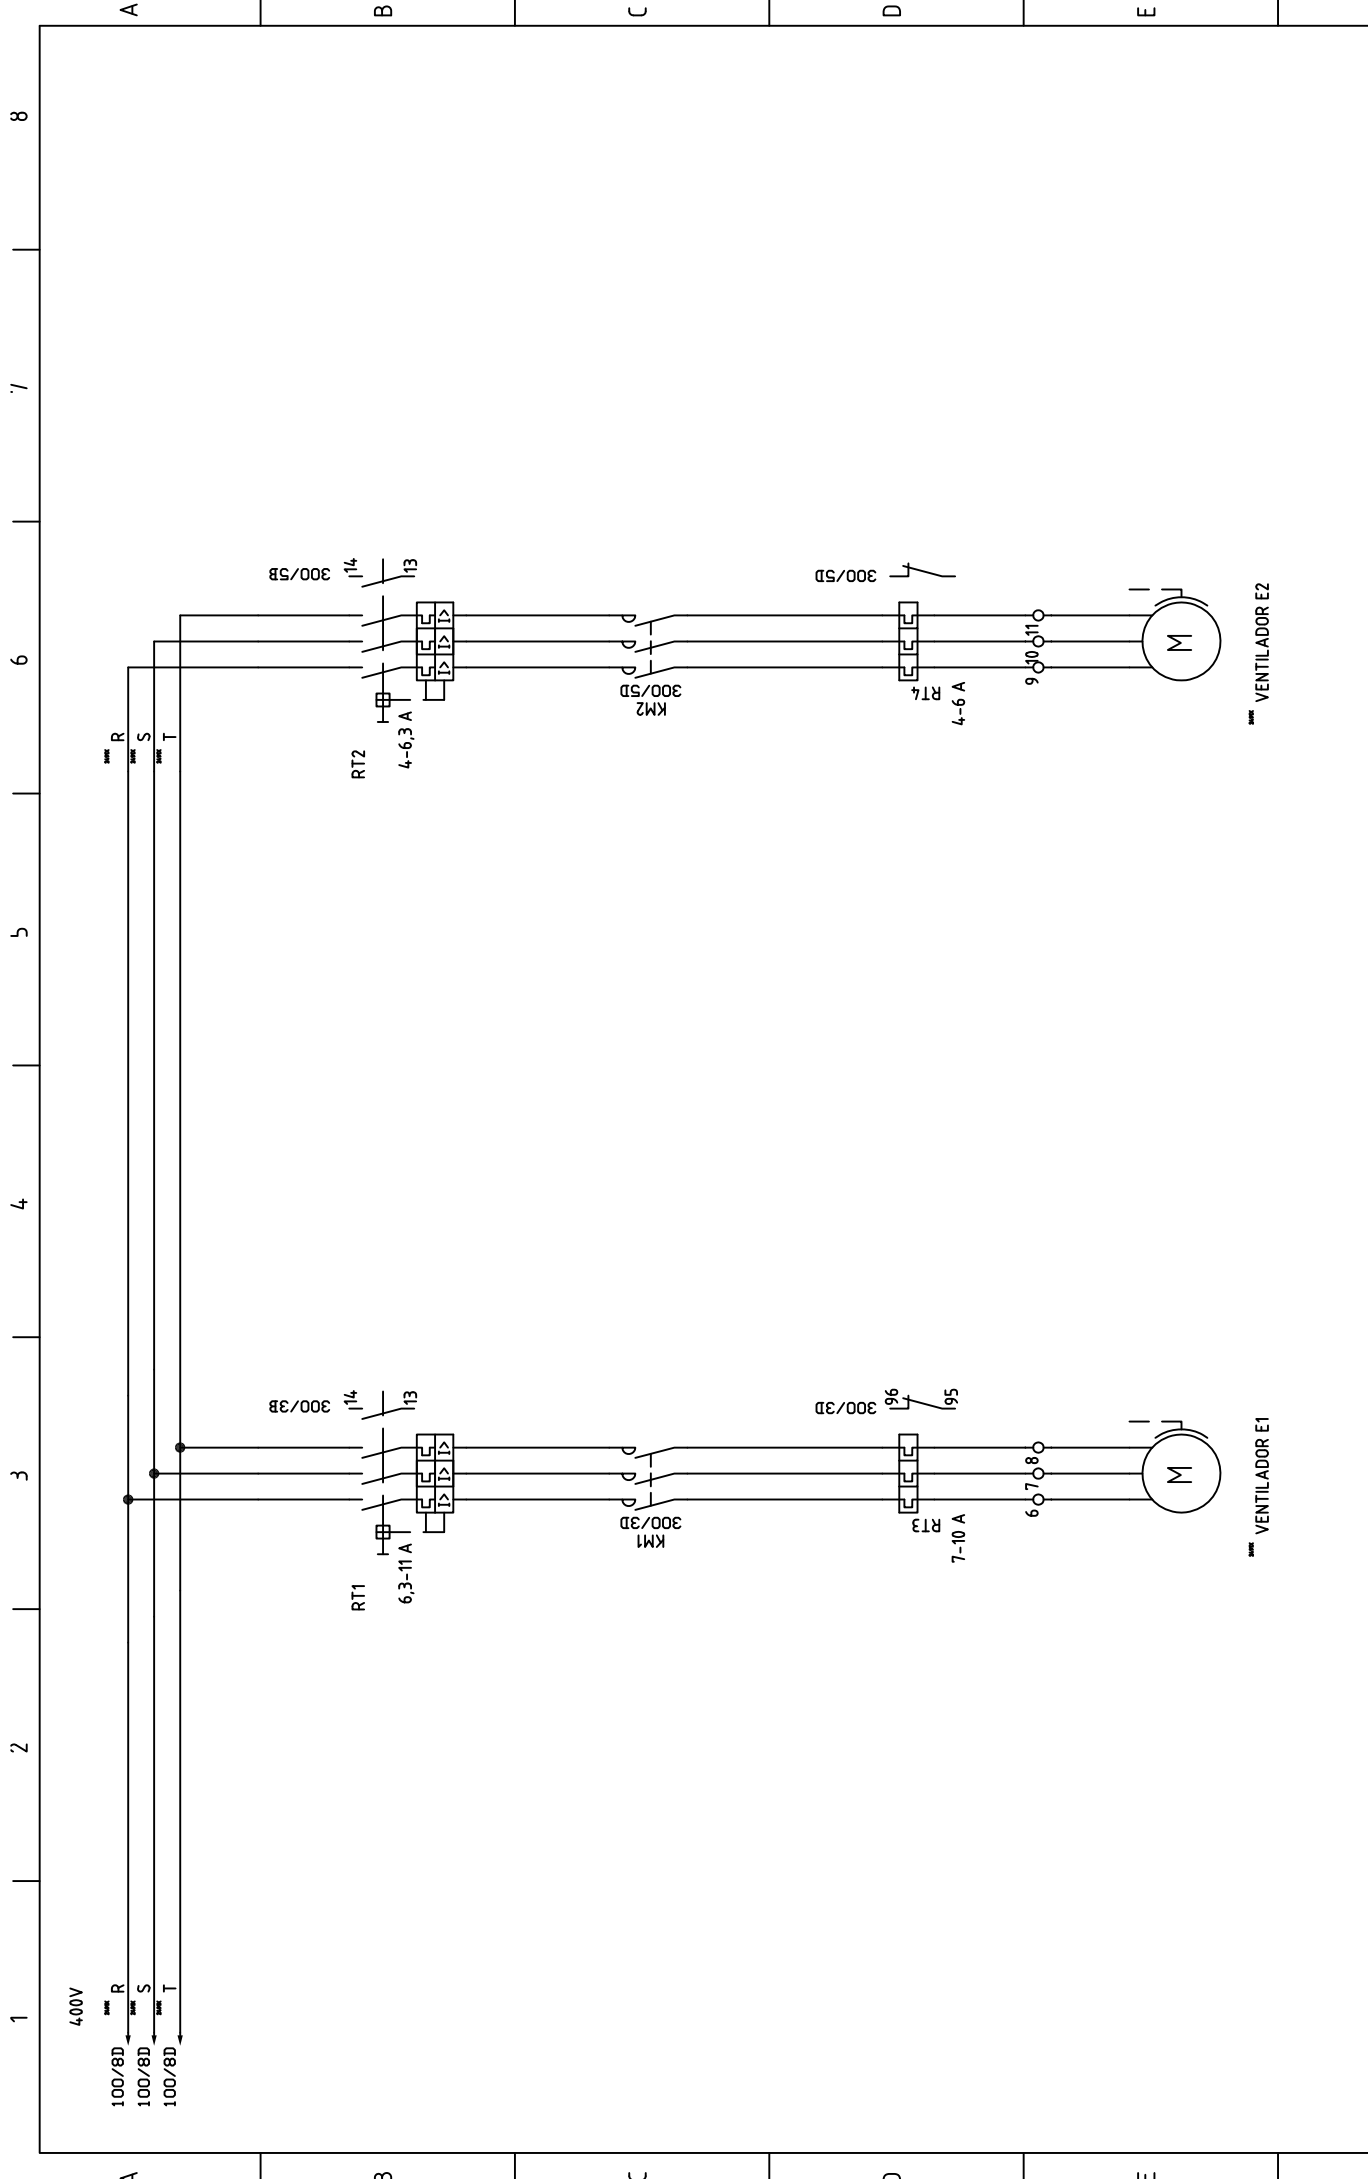 1 2 3 4 5 6 7 8
A
A
400V
100/8D R R
100/8D S S
100/8D T T
B
B
300/3B
300/5B
RT1
6,3-11 A
14
13
RT2
4-6,3 A
14
13
C
C
KM1
300/3D
KM2
300/5D
D
D
300/3D
96
95
RT3
7-10 A
300/5D
RT4
4-6 A
6 7 8
9 10 11
E
E
M
M
VENTILADOR E1
VENTILADOR E2